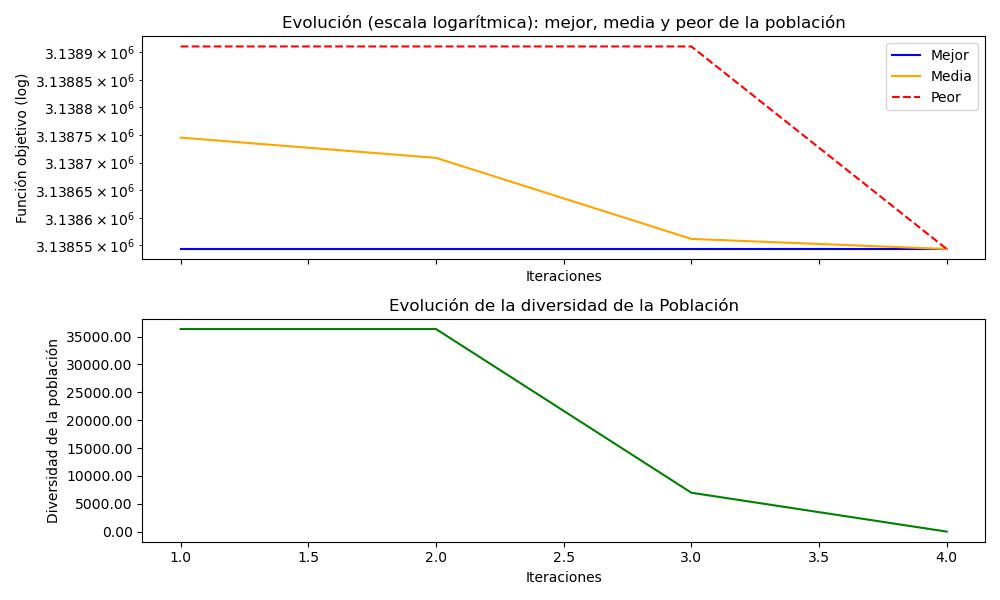 Evolución (escala logarítmica): mejor, media y peor de la población
Función objetivo (log)
3.1389 × 10⁶
3.13885 × 10⁶
3.1388 × 10⁶
3.13875 × 10⁶
3.1387 × 10⁶
3.13865 × 10⁶
3.1386 × 10⁶
3.13855 × 10⁶
Mejor
Media
Peor
Iteraciones
Evolución de la diversidad de la Población
Diversidad de la población
35000.00
30000.00
25000.00
20000.00
15000.00
10000.00
5000.00
0.00
1.0 1.5 2.0 2.5 3.0 3.5 4.0
Iteraciones